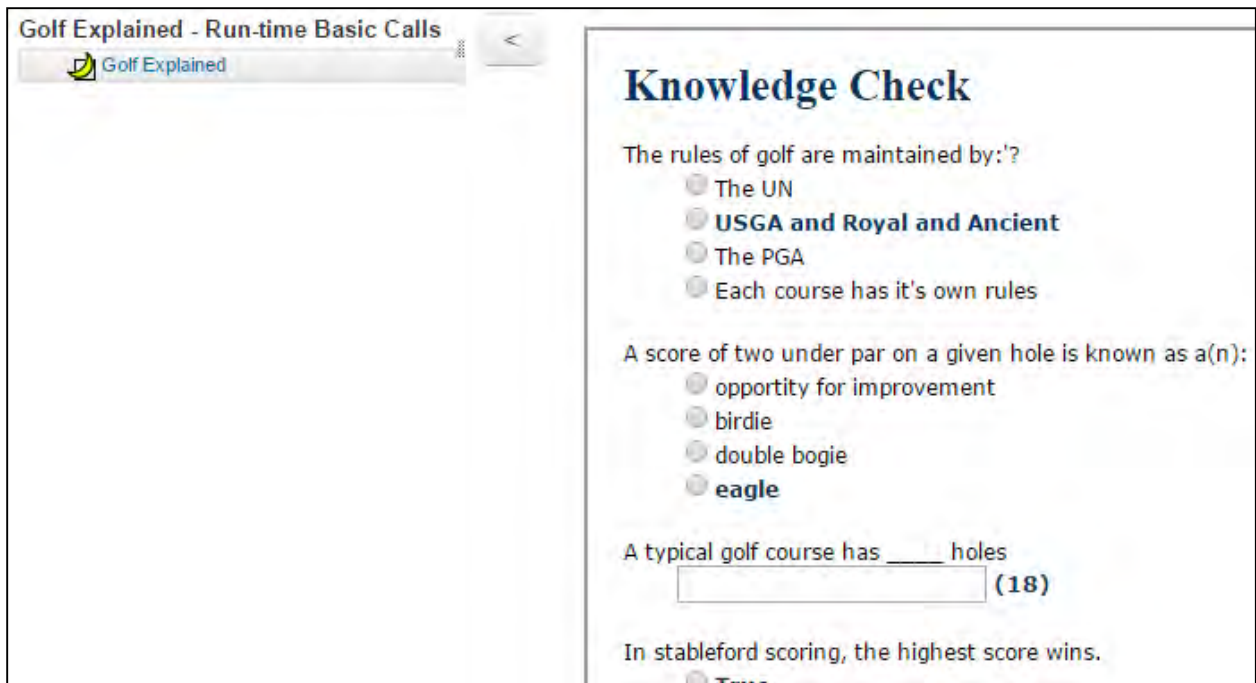 Golf Explained - Run-time Basic Calls
<
Golf Explained
Knowledge Check
The rules of golf are maintained by:'?
The UN
USGA and Royal and Ancient
The PGA
Each course has it's own rules
A score of two under par on a given hole is known as a(n):
opportity for improvement
birdie
double bogie
eagle
A typical golf course has ____ holes
(18)
In stableford scoring, the highest score wins.
True